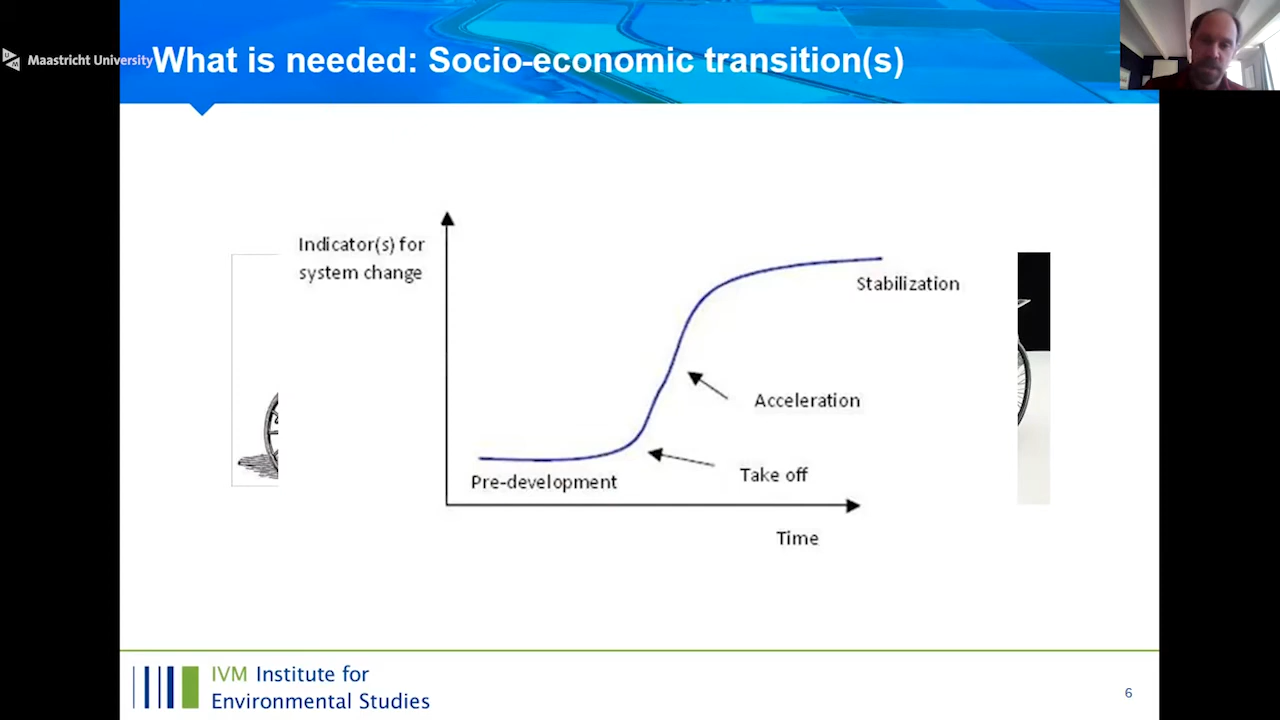 Maastricht University
What is needed: Socio-economic transition(s)
Indicator(s) for
system change
Stabilization
Acceleration
Take off
Pre-development
Time
IVM Institute for
Environmental Studies
6